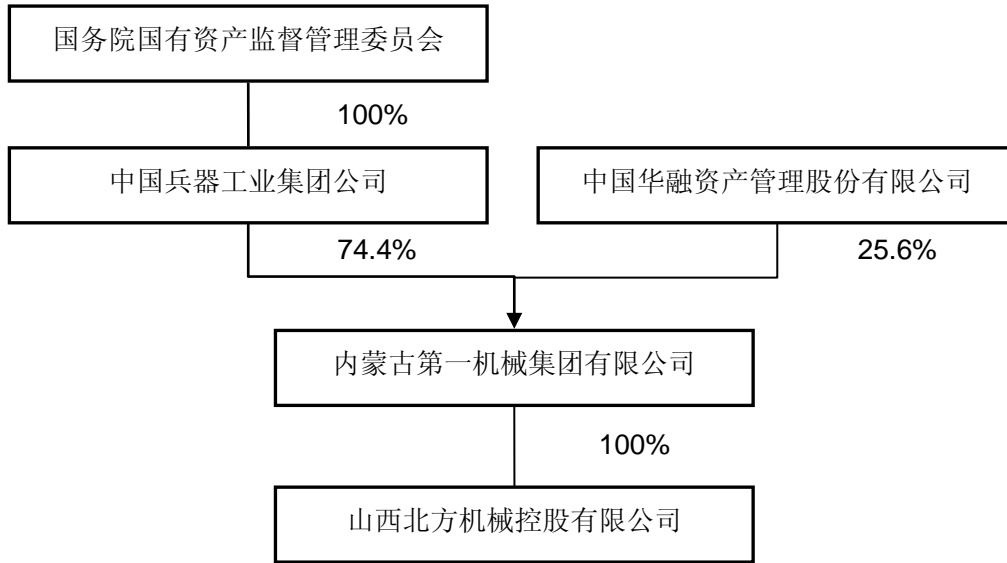 国务院国有资产监督管理委员会
100%
中国兵器工业集团公司
中国华融资产管理股份有限公司
74.4%
25.6%
内蒙古第一机械集团有限公司
100%
山西北方机械控股有限公司